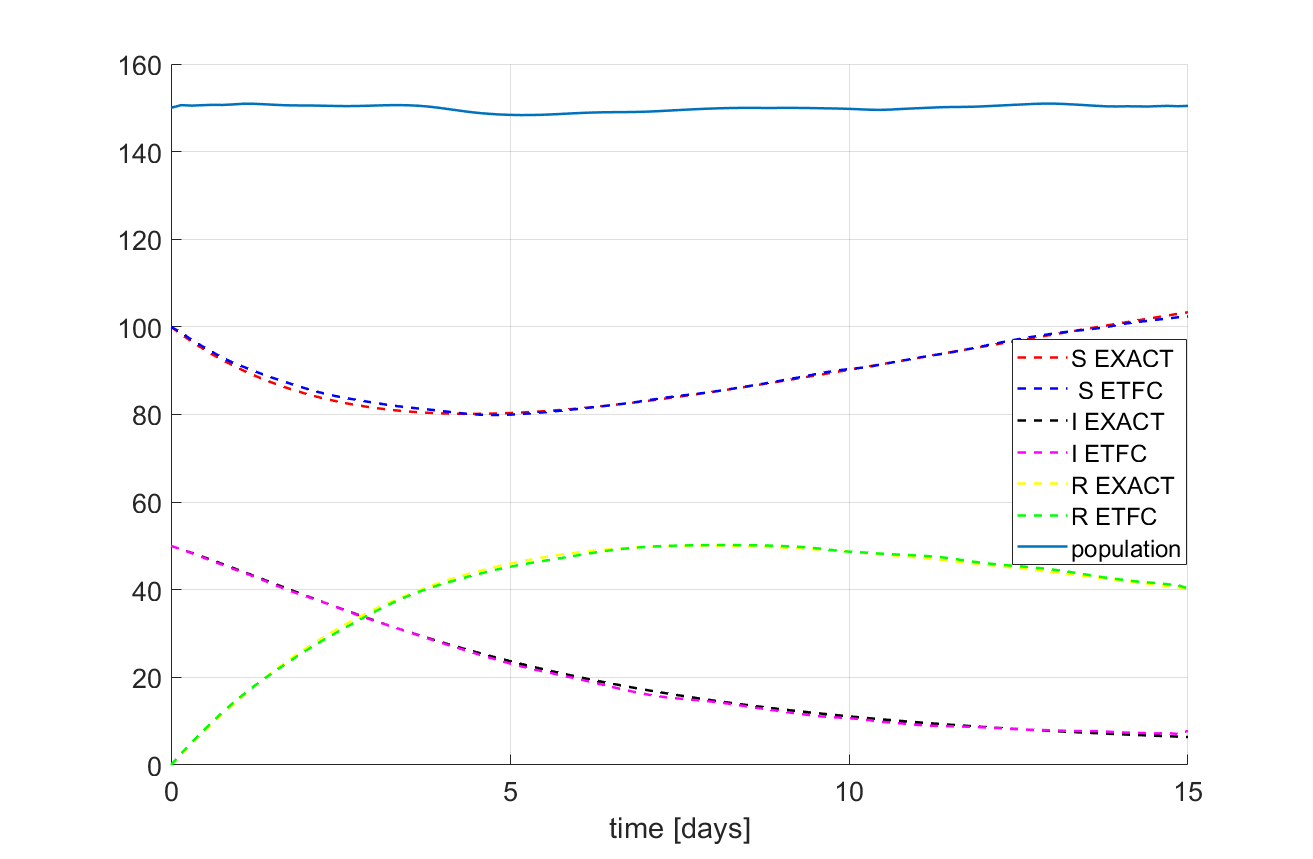 160
140
120
100
80
60
40
20
0
0 5 10 15
time [days]
S EXACT
S ETFC
I EXACT
I ETFC
R EXACT
R ETFC
population